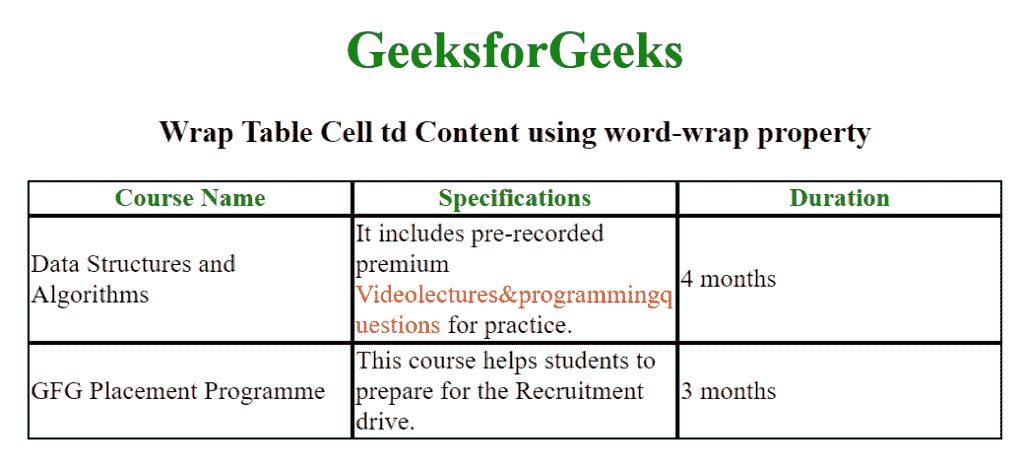 GeeksforGeeks
Wrap Table Cell td Content using word-wrap property
Course Name Specifications Duration
Data Structures and
Algorithms
It includes pre-recorded
premium
Videolectures&programmingq
uestions for practice.
4 months
GFG Placement Programme
This course helps students to
prepare for the Recruitment
drive.
3 months